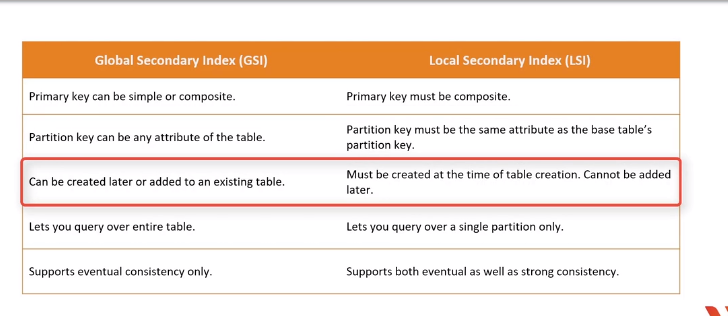 Global Secondary Index (GSI)
Local Secondary Index (LSI)
Primary key can be simple or composite.
Primary key must be composite.
Partition key can be any attribute of the table.
Partition key must be the same attribute as the base table's
partition key.
Can be created later or added to an existing table.
Must be created at the time of table creation. Cannot be added
later.
Lets you query over entire table.
Lets you query over a single partition only.
Supports eventual consistency only.
Supports both eventual as well as strong consistency.